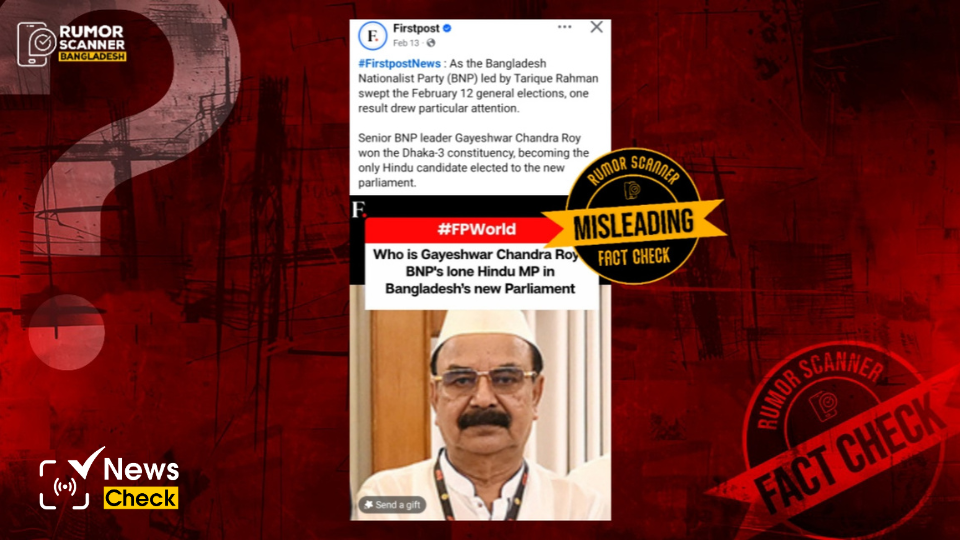 RUMOR
SCANNER
BANGLADESH
Firstpost
Feb 13
#FirstpostNews : As the Bangladesh
Nationalist Party (BNP) led by Tarique Rahman
swept the February 12 general elections, one
result drew particular attention.
Senior BNP leader Gayeshwar Chandra Roy
won the Dhaka-3 constituency, becoming the
only Hindu candidate elected to the new
parliament.
F.
#FPWorld
Who is Gayeshwar Chandra Roy
BNP's lone Hindu MP in
Bangladesh's new Parliament
RUMOR SCANNER
MISLEADING
FACT CHECK
Send a gift
News
Check
RUMOR SCANNER
FACT CHECK